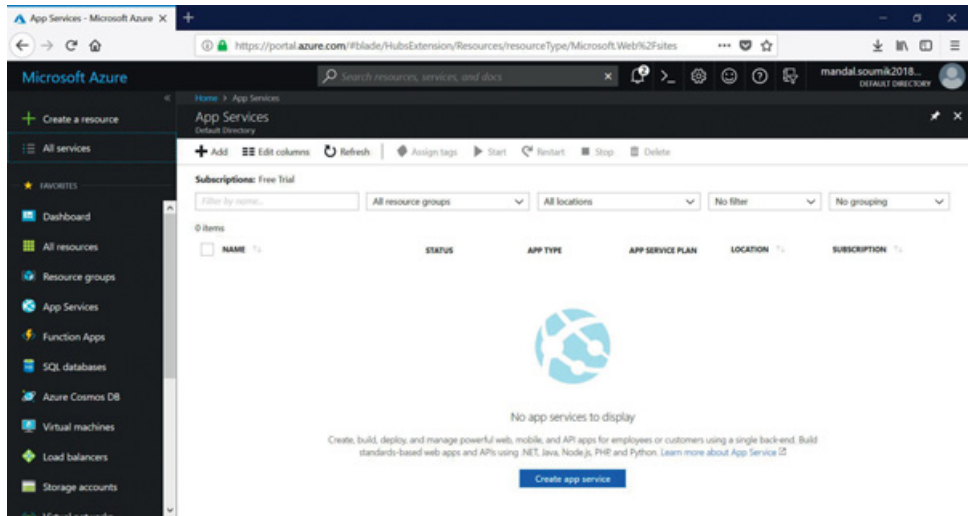 App Services - Microsoft Azure
https://portal.azure.com/#blade/HubsExtension/Resources/resourceType/Microsoft.Web%2Fsites
Microsoft Azure
Search resources, services, and docs
2
mandal.soumik2018...
DEFAULT DIRECTORY
Create a resource
All services
FAVORITES
Dashboard
All resources
Resource groups
App Services
Function Apps
SQL databases
Azure Cosmos DB
Virtual machines
Load balancers
Storage accounts
Virtual networks
Home > App Services
App Services
Default Directory
Add Edit columns Refresh Assign tags Start Restart Stop Delete
Subscriptions: Free Trial
Filter by name... All resource groups All locations No filter No grouping
0 items
NAME STATUS APP TYPE APP SERVICE PLAN LOCATION SUBSCRIPTION
No app services to display
Create, build, deploy, and manage powerful web, mobile, and API apps for employees or customers using a single back-end. Build
standards-based web apps and APIs using .NET, Java, Node.js, PHP, and Python. Learn more about App Service
Create app service